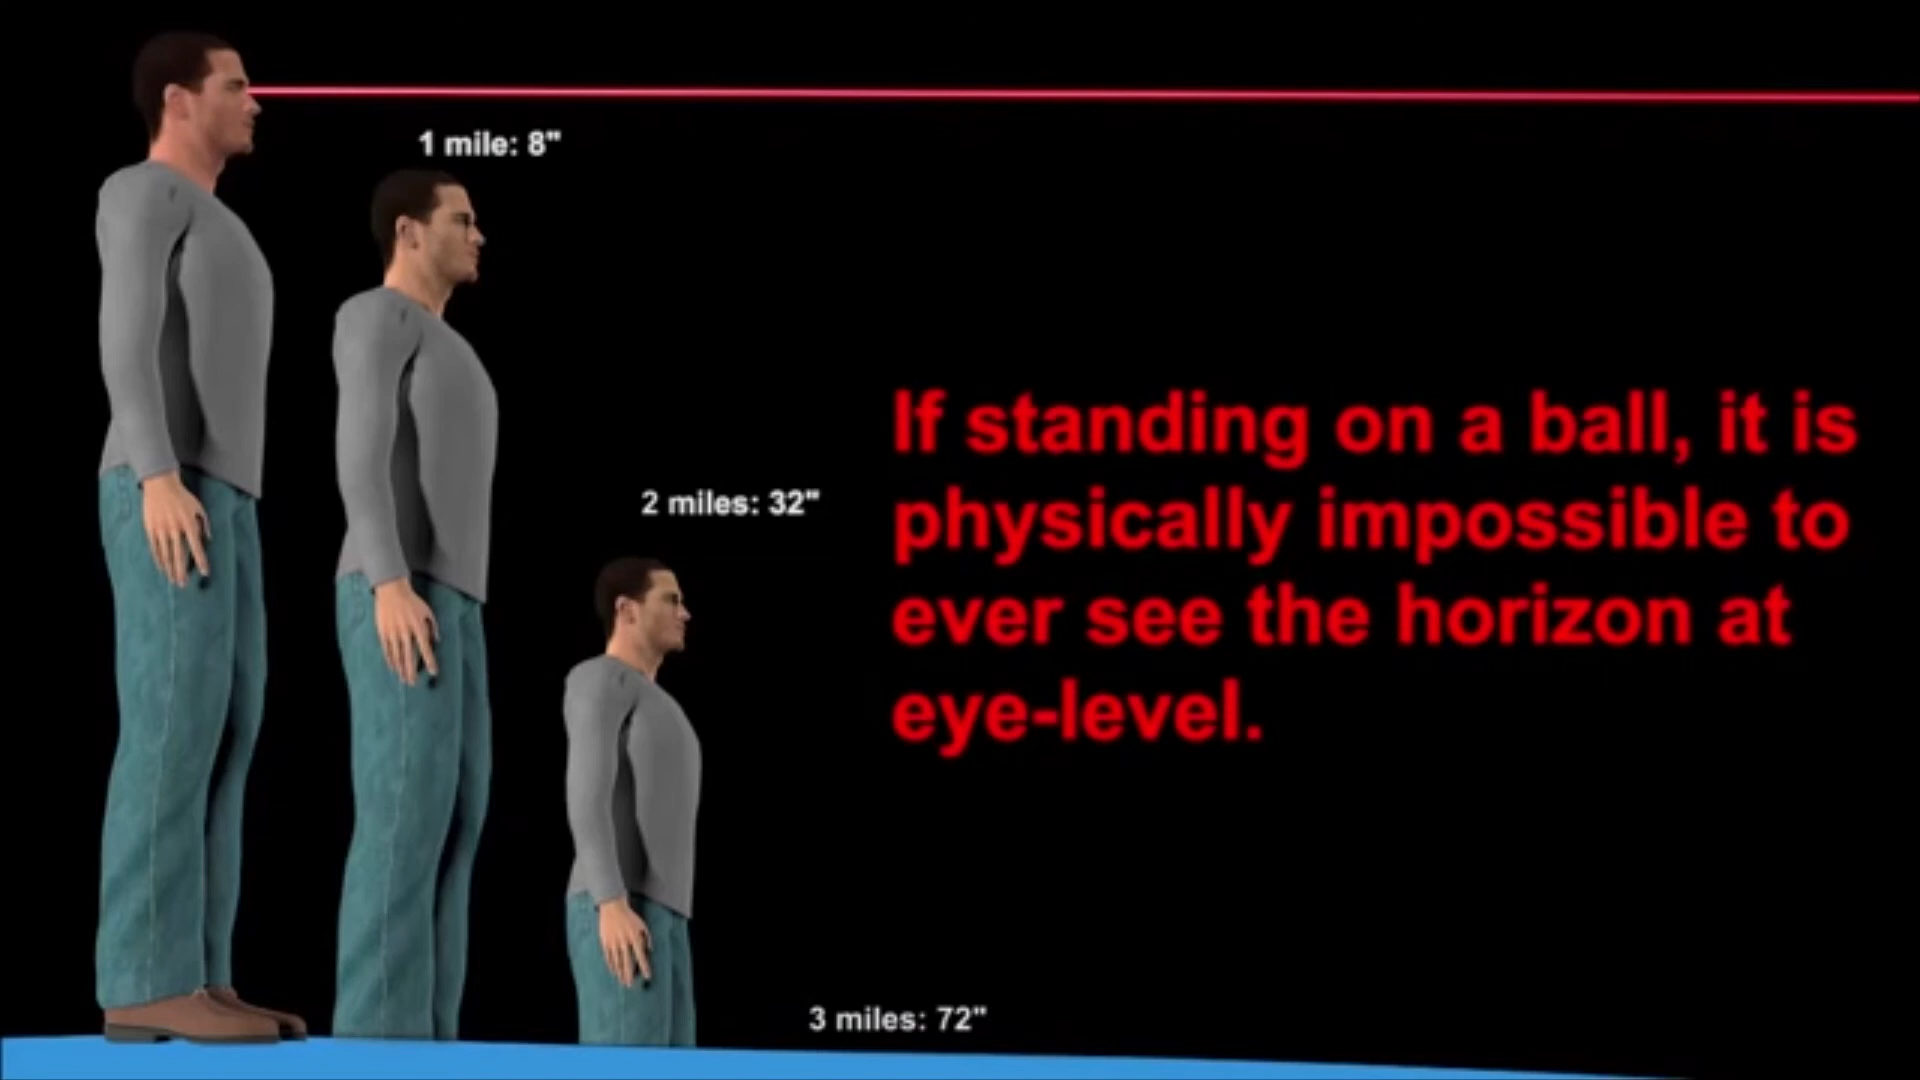 1 mile: 8"
If standing on a ball, it is
physically impossible to
2 miles: 32"
ever see the horizon at
eye-level.
3 miles: 72"